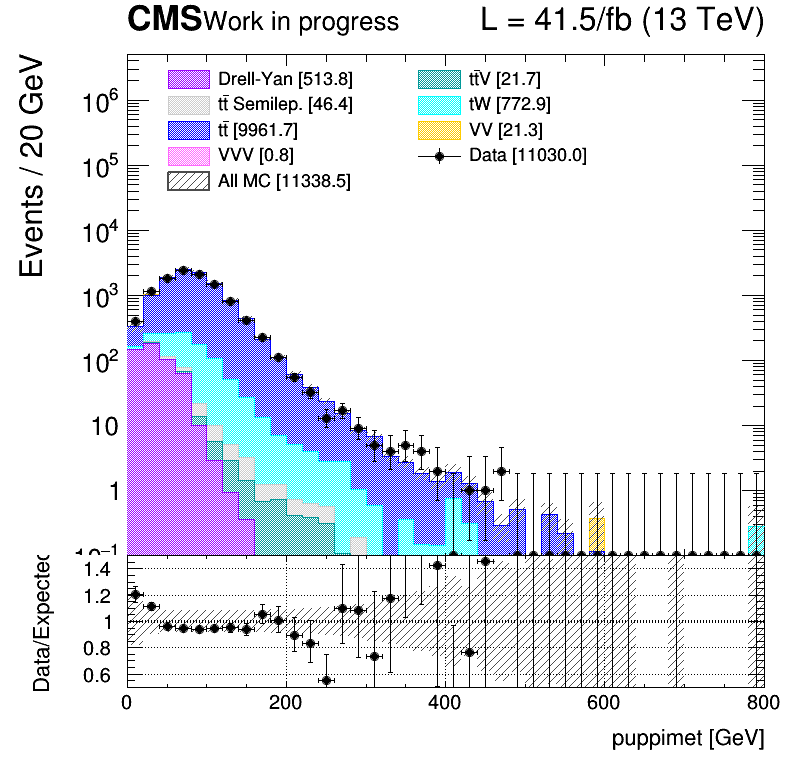 CMS Work in progress L = 41.5/fb (13 TeV)
Events / 20 GeV
Drell-Yan [513.8]
tt̄ Semilep. [46.4]
tt̄ [9961.7]
VVV [0.8]
All MC [11338.5]
tt̄V [21.7]
tW [772.9]
VV [21.3]
Data [11030.0]
10⁶
10⁵
10⁴
10³
10²
10
1
10⁻¹
Data/Expected
1.4
1.2
1
0.8
0.6
0 200 400 600 800
puppimet [GeV]